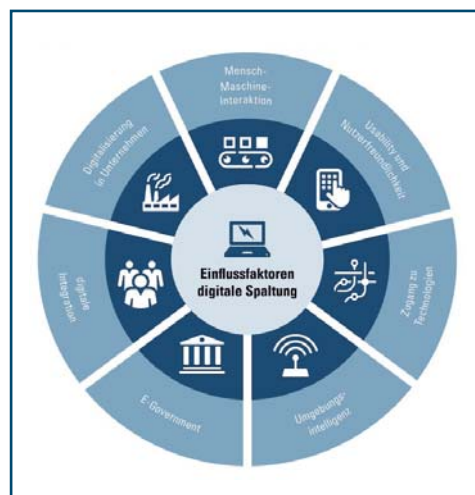 Mensch-
Maschine-
Interaktion
Usability und
Nutzerfreundlichkeit
Zugang zu
Technologien
Umgebungs-
intelligenz
E-Government
digitale
Integration
Digitalisierung
in Unternehmen
Einflussfaktoren
digitale Spaltung